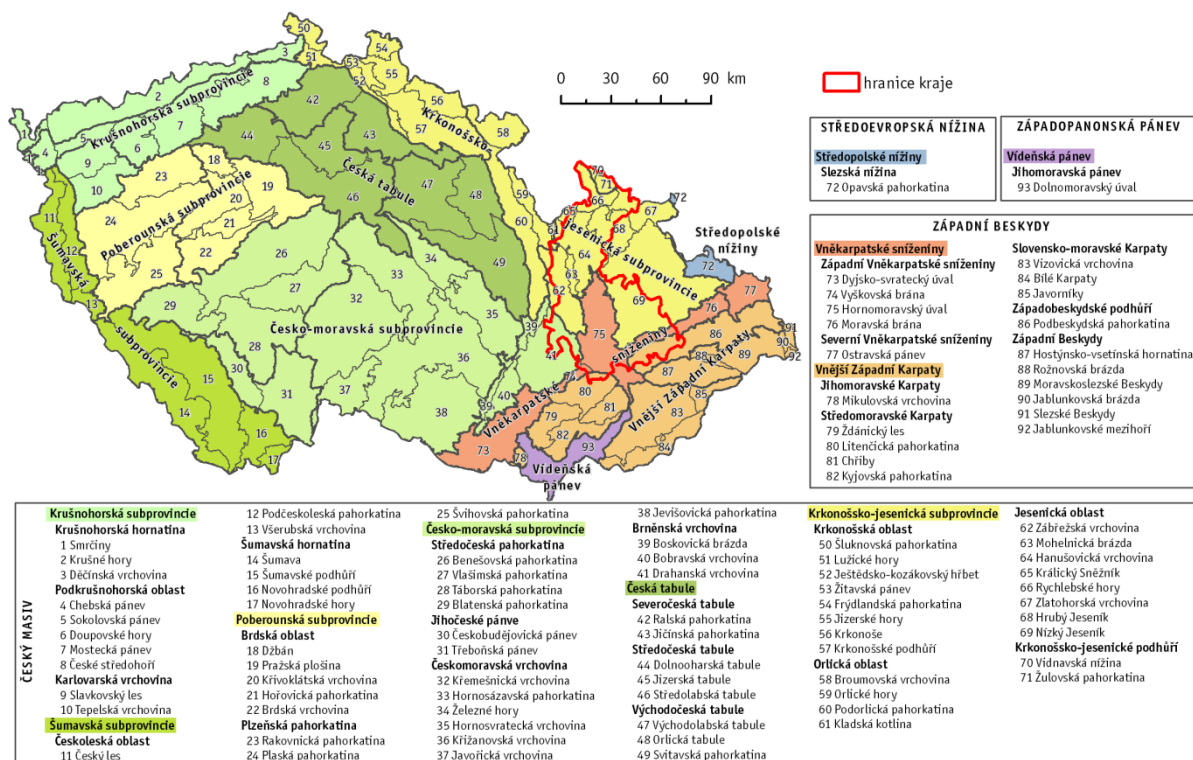 0 30 60 90 km
hranice kraje
Krušnohorská subprovincie
Poberounská subprovincie
Česká tabule
Krkonošsko
jesenická subprovincie
Šumavská
subprovincie
Česko-moravská subprovincie
Středopolské
nížiny
Vněkarpatské
sníženiny
Vnější Západní Karpaty
Vídeňská
pánev
STŘEDOEVROPSKÁ NÍŽINA
Středopolské nížiny
Slezská nížina
72 Opavská pahorkatina
ZÁPADOPANONSKÁ PÁNEV
Vídeňská pánev
Jihomoravská pánev
93 Dolnomoravský úval
ZÁPADNÍ BESKYDY
Vněkarpatské sníženiny
Západní Vněkarpatské sníženiny
73 Dyjsko-svratecký úval
74 Vyškovská brána
75 Hornomoravský úval
76 Moravská brána
Severní Vněkarpatské sníženiny
77 Ostravská pánev
Vnější Západní Karpaty
Jihomoravské Karpaty
78 Mikulovská vrchovina
Středomoravské Karpaty
79 Ždánický les
80 Litenčická pahorkatina
81 Chřiby
82 Kyjovská pahorkatina
Slovensko-moravské Karpaty
83 Vizovická vrchovina
84 Bílé Karpaty
85 Javorníky
Západobeskydské podhůří
86 Podbeskydská pahorkatina
Západní Beskydy
87 Hostýnsko-vsetínská hornatina
88 Rožnovská brázda
89 Moravskoslezské Beskydy
90 Jablunkovská brázda
91 Slezské Beskydy
92 Jablunkovské mezihoří
ČESKÝ MASIV
Krušnohorská subprovincie
Krušnohorská hornatina
1 Smrčiny
2 Krušné hory
3 Děčínská vrchovina
Podkrušnohorská oblast
4 Chebská pánev
5 Sokolovská pánev
6 Doupovské hory
7 Mostecká pánev
8 České středohoří
Karlovarská vrchovina
9 Slavkovský les
10 Tepelská vrchovina
Šumavská subprovincie
Českoleská oblast
11 Český les
12 Podčeskoleská pahorkatina
13 Všerubská vrchovina
Šumavská hornatina
14 Šumava
15 Šumavské podhůří
16 Novohradské podhůří
17 Novohradské hory
Poberounská subprovincie
Brdská oblast
18 Džbán
19 Pražská plošina
20 Křivoklátská vrchovina
21 Hořovická pahorkatina
22 Brdská vrchovina
Plzeňská pahorkatina
23 Rakovnická pahorkatina
24 Plaská pahorkatina
25 Švihovská pahorkatina
Česko-moravská subprovincie
Středočeská pahorkatina
26 Benešovská pahorkatina
27 Vlašimská pahorkatina
28 Táborská pahorkatina
29 Blatenská pahorkatina
Jihočeské pánve
30 Českobudějovická pánev
31 Třeboňská pánev
Českomoravská vrchovina
32 Křemešnická vrchovina
33 Hornosázavská pahorkatina
34 Železné hory
35 Hornosvratecká vrchovina
36 Křižanovská vrchovina
37 Javořická vrchovina
38 Jevišovická pahorkatina
Brněnská vrchovina
39 Boskovická brázda
40 Bobravská vrchovina
41 Drahanská vrchovina
Česká tabule
Severočeská tabule
42 Ralská pahorkatina
43 Jičínská pahorkatina
Středočeská tabule
44 Dolnooharská tabule
45 Jizerská tabule
46 Středolabská tabule
Východočeská tabule
47 Východolabská tabule
48 Orlická tabule
49 Svitavská pahorkatina
Krkonošsko-jesenická subprovincie
Krkonošská oblast
50 Šluknovská pahorkatina
51 Lužické hory
52 Ještědsko-kozákovský hřbet
53 Žitavská pánev
54 Frýdlanská pahorkatina
55 Jizerské hory
56 Krkonoše
57 Krkonošské podhůří
Orlická oblast
58 Broumovská vrchovina
59 Orlické hory
60 Podorlická pahorkatina
61 Kladská kotlina
Jesenická oblast
62 Zábřežská vrchovina
63 Mohelnická brázda
64 Hanušovická vrchovina
65 Králický Sněžník
66 Rychlebské hory
67 Zlatohorská vrchovina
68 Hrubý Jeseník
69 Nízký Jeseník
Krkonošsko-jesenické podhůří
70 Vidnavská nížina
71 Žulovská pahorkatina